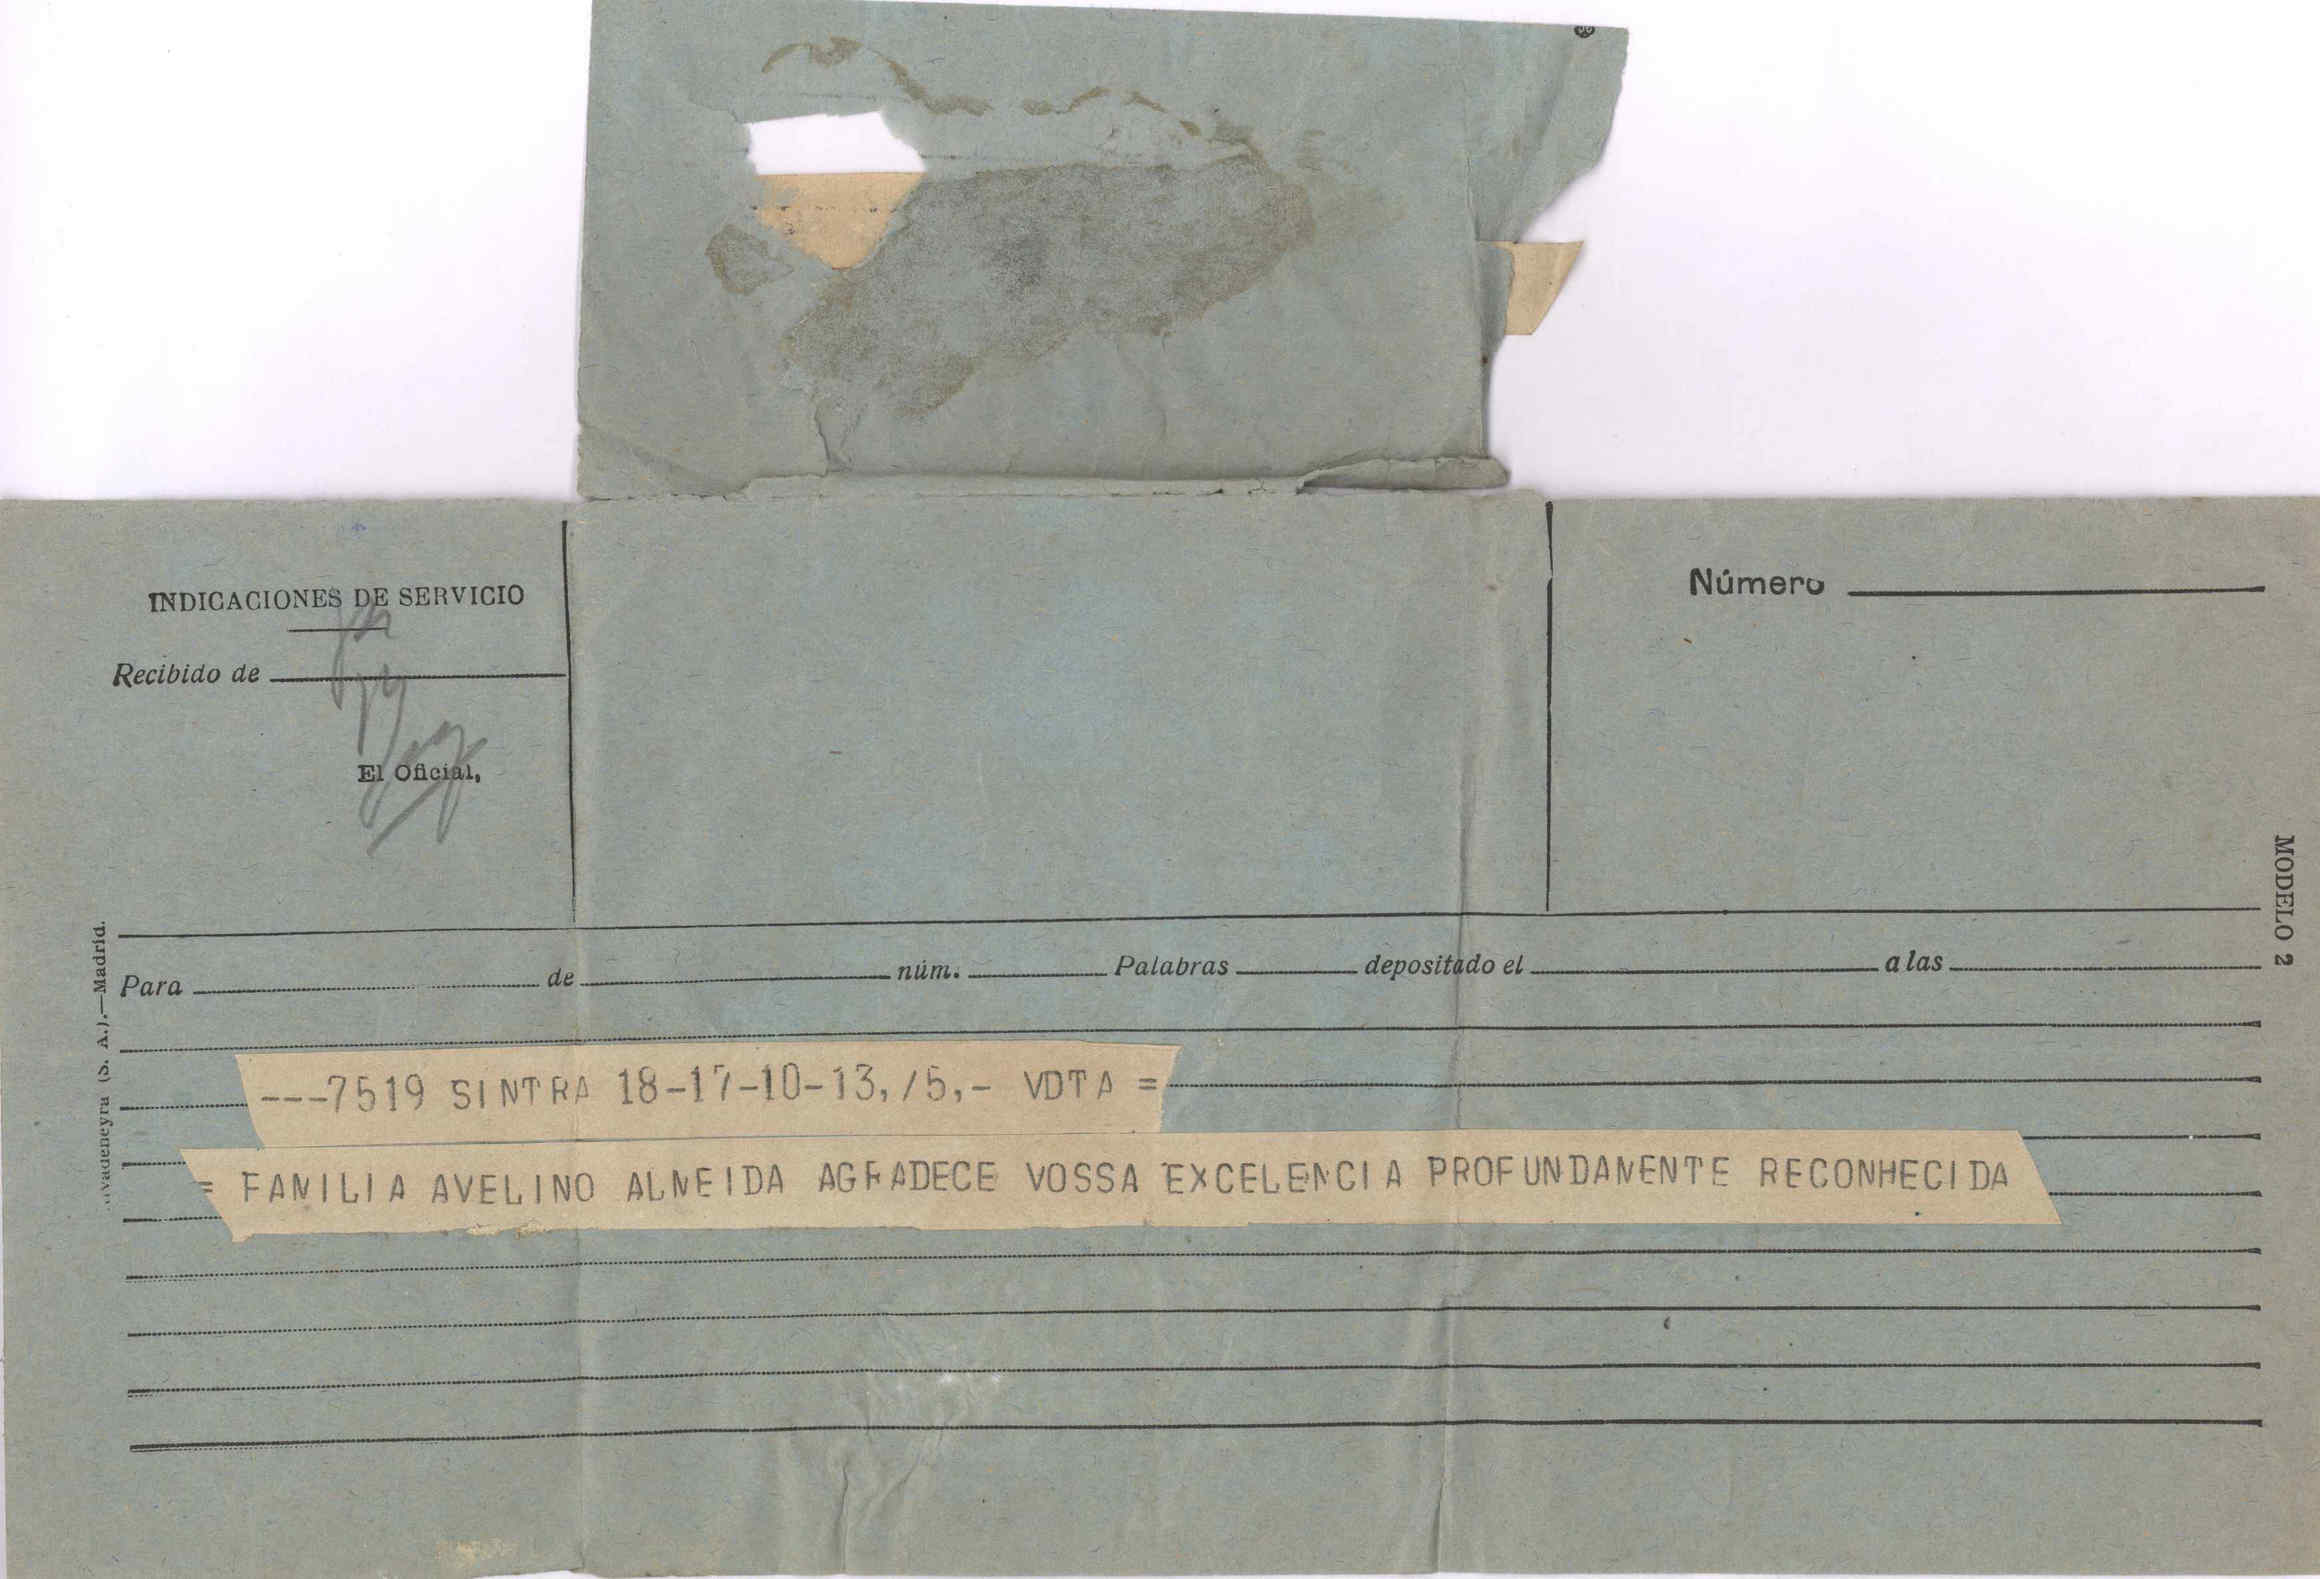 INDICACIONES DE SERVICIO
Recibido de
El Oficial,
Número
MODELO 2
(S. A.).—Madrid.
Para de núm. Palabras depositado el a las
---7519 SINTRA 18-17-10-13,/5,- VDTA =
= FAMILIA AVELINO ALMEIDA AGRADECE VOSSA EXCELENCIA PROFUNDAMENTE RECONHECIDA